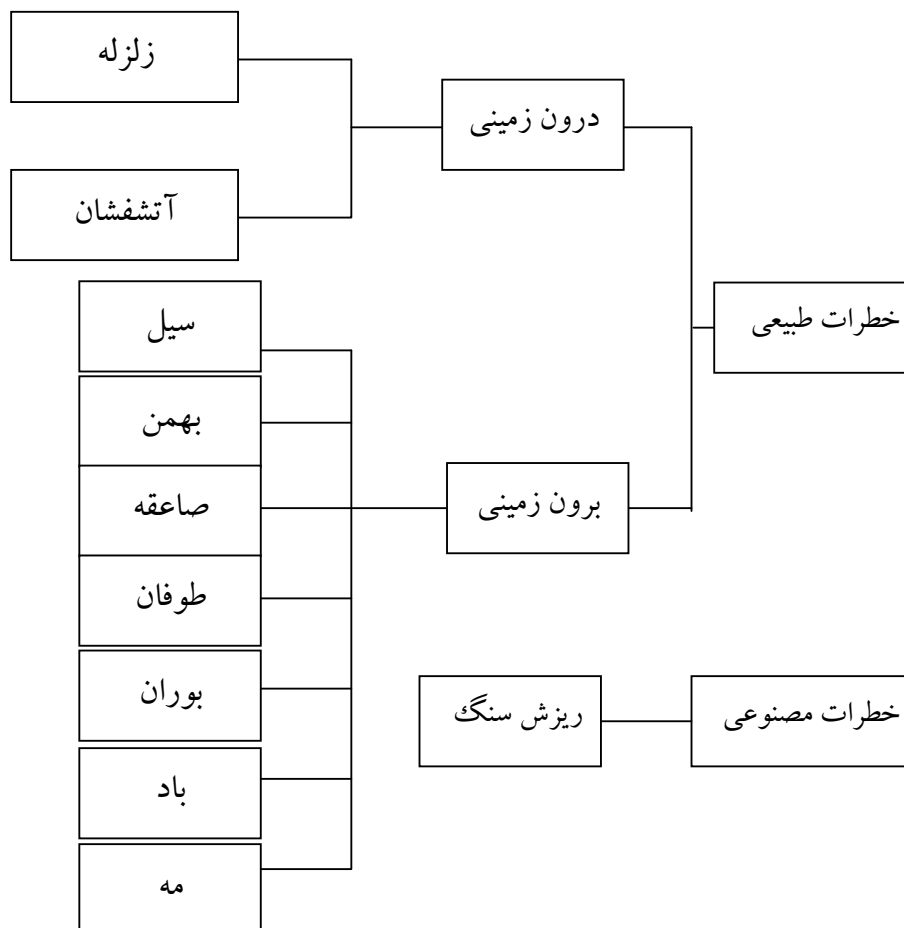 زلزله
درون زمینی
آتشفشان
خطرات طبیعی
سیل
بهمن
برون زمینی
صاعقه
طوفان
بوران
خطرات مصنوعی
ریزش سنگ
باد
مه